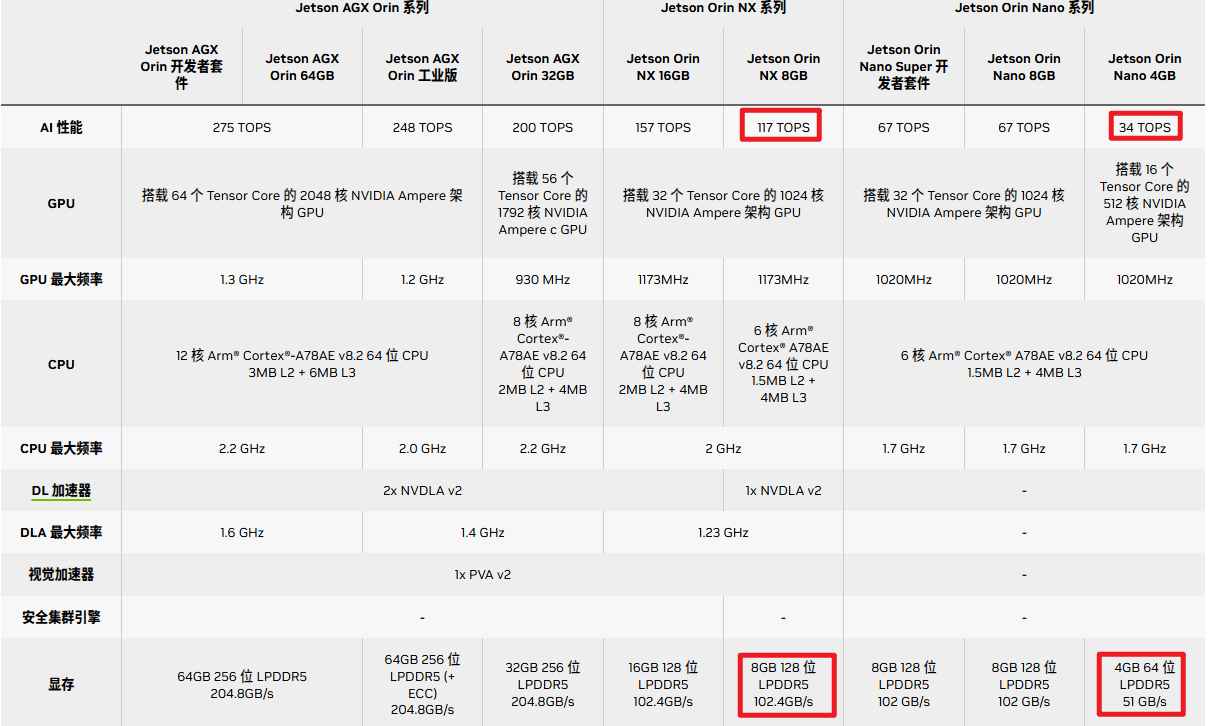 Jetson AGX Orin 系列
Jetson Orin NX 系列
Jetson Orin Nano 系列
Jetson AGX
Orin 开发者套
件
Jetson AGX
Orin 64GB
Jetson AGX
Orin 工业版
Jetson AGX
Orin 32GB
Jetson Orin
NX 16GB
Jetson Orin
NX 8GB
Jetson Orin
Nano Super 开
发者套件
Jetson Orin
Nano 8GB
Jetson Orin
Nano 4GB
AI 性能
275 TOPS
248 TOPS
200 TOPS
157 TOPS
117 TOPS
67 TOPS
67 TOPS
34 TOPS
GPU
搭载 64 个 Tensor Core 的 2048 核 NVIDIA Ampere 架
构 GPU
搭载 56 个
Tensor Core 的
1792 核 NVIDIA
Ampere c GPU
搭载 32 个 Tensor Core 的 1024 核
NVIDIA Ampere 架构 GPU
搭载 32 个 Tensor Core 的 1024 核
NVIDIA Ampere 架构 GPU
搭载 16 个
Tensor Core 的
512 核 NVIDIA
Ampere 架构
GPU
GPU 最大频率
1.3 GHz
1.2 GHz
930 MHz
1173MHz
1173MHz
1020MHz
1020MHz
1020MHz
CPU
12 核 Arm® Cortex®-A78AE v8.2 64 位 CPU
3MB L2 + 6MB L3
8 核 Arm®
Cortex®-
A78AE v8.2 64
位 CPU
2MB L2 + 4MB
L3
8 核 Arm®
Cortex®-
A78AE v8.2 64
位 CPU
2MB L2 + 4MB
L3
6 核 Arm®
Cortex® A78AE
v8.2 64 位 CPU
1.5MB L2 +
4MB L3
6 核 Arm® Cortex® A78AE v8.2 64 位 CPU
1.5MB L2 + 4MB L3
CPU 最大频率
2.2 GHz
2.0 GHz
2.2 GHz
2 GHz
1.7 GHz
1.7 GHz
1.7 GHz
DL 加速器
2x NVDLA v2
1x NVDLA v2
-
DLA 最大频率
1.6 GHz
1.4 GHz
1.23 GHz
-
视觉加速器
1x PVA v2
-
安全集群引擎
-
-
-
显存
64GB 256 位 LPDDR5
204.8GB/s
64GB 256 位
LPDDR5 (+
ECC)
204.8GB/s
32GB 256 位
LPDDR5
204.8GB/s
16GB 128 位
LPDDR5
102.4GB/s
8GB 128 位
LPDDR5
102.4GB/s
8GB 128 位
LPDDR5
102 GB/s
8GB 128 位
LPDDR5
102 GB/s
4GB 64 位
LPDDR5
51 GB/s